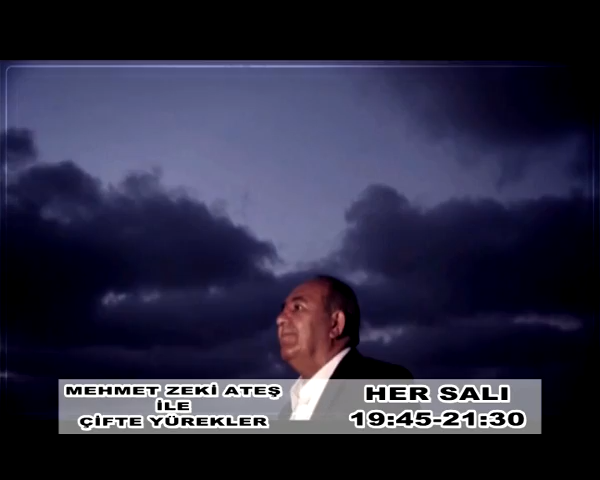 MEHMET ZEKİ ATEŞ
İLE
ÇİFTE YÜREKLER
HER SALI
19:45-21:30